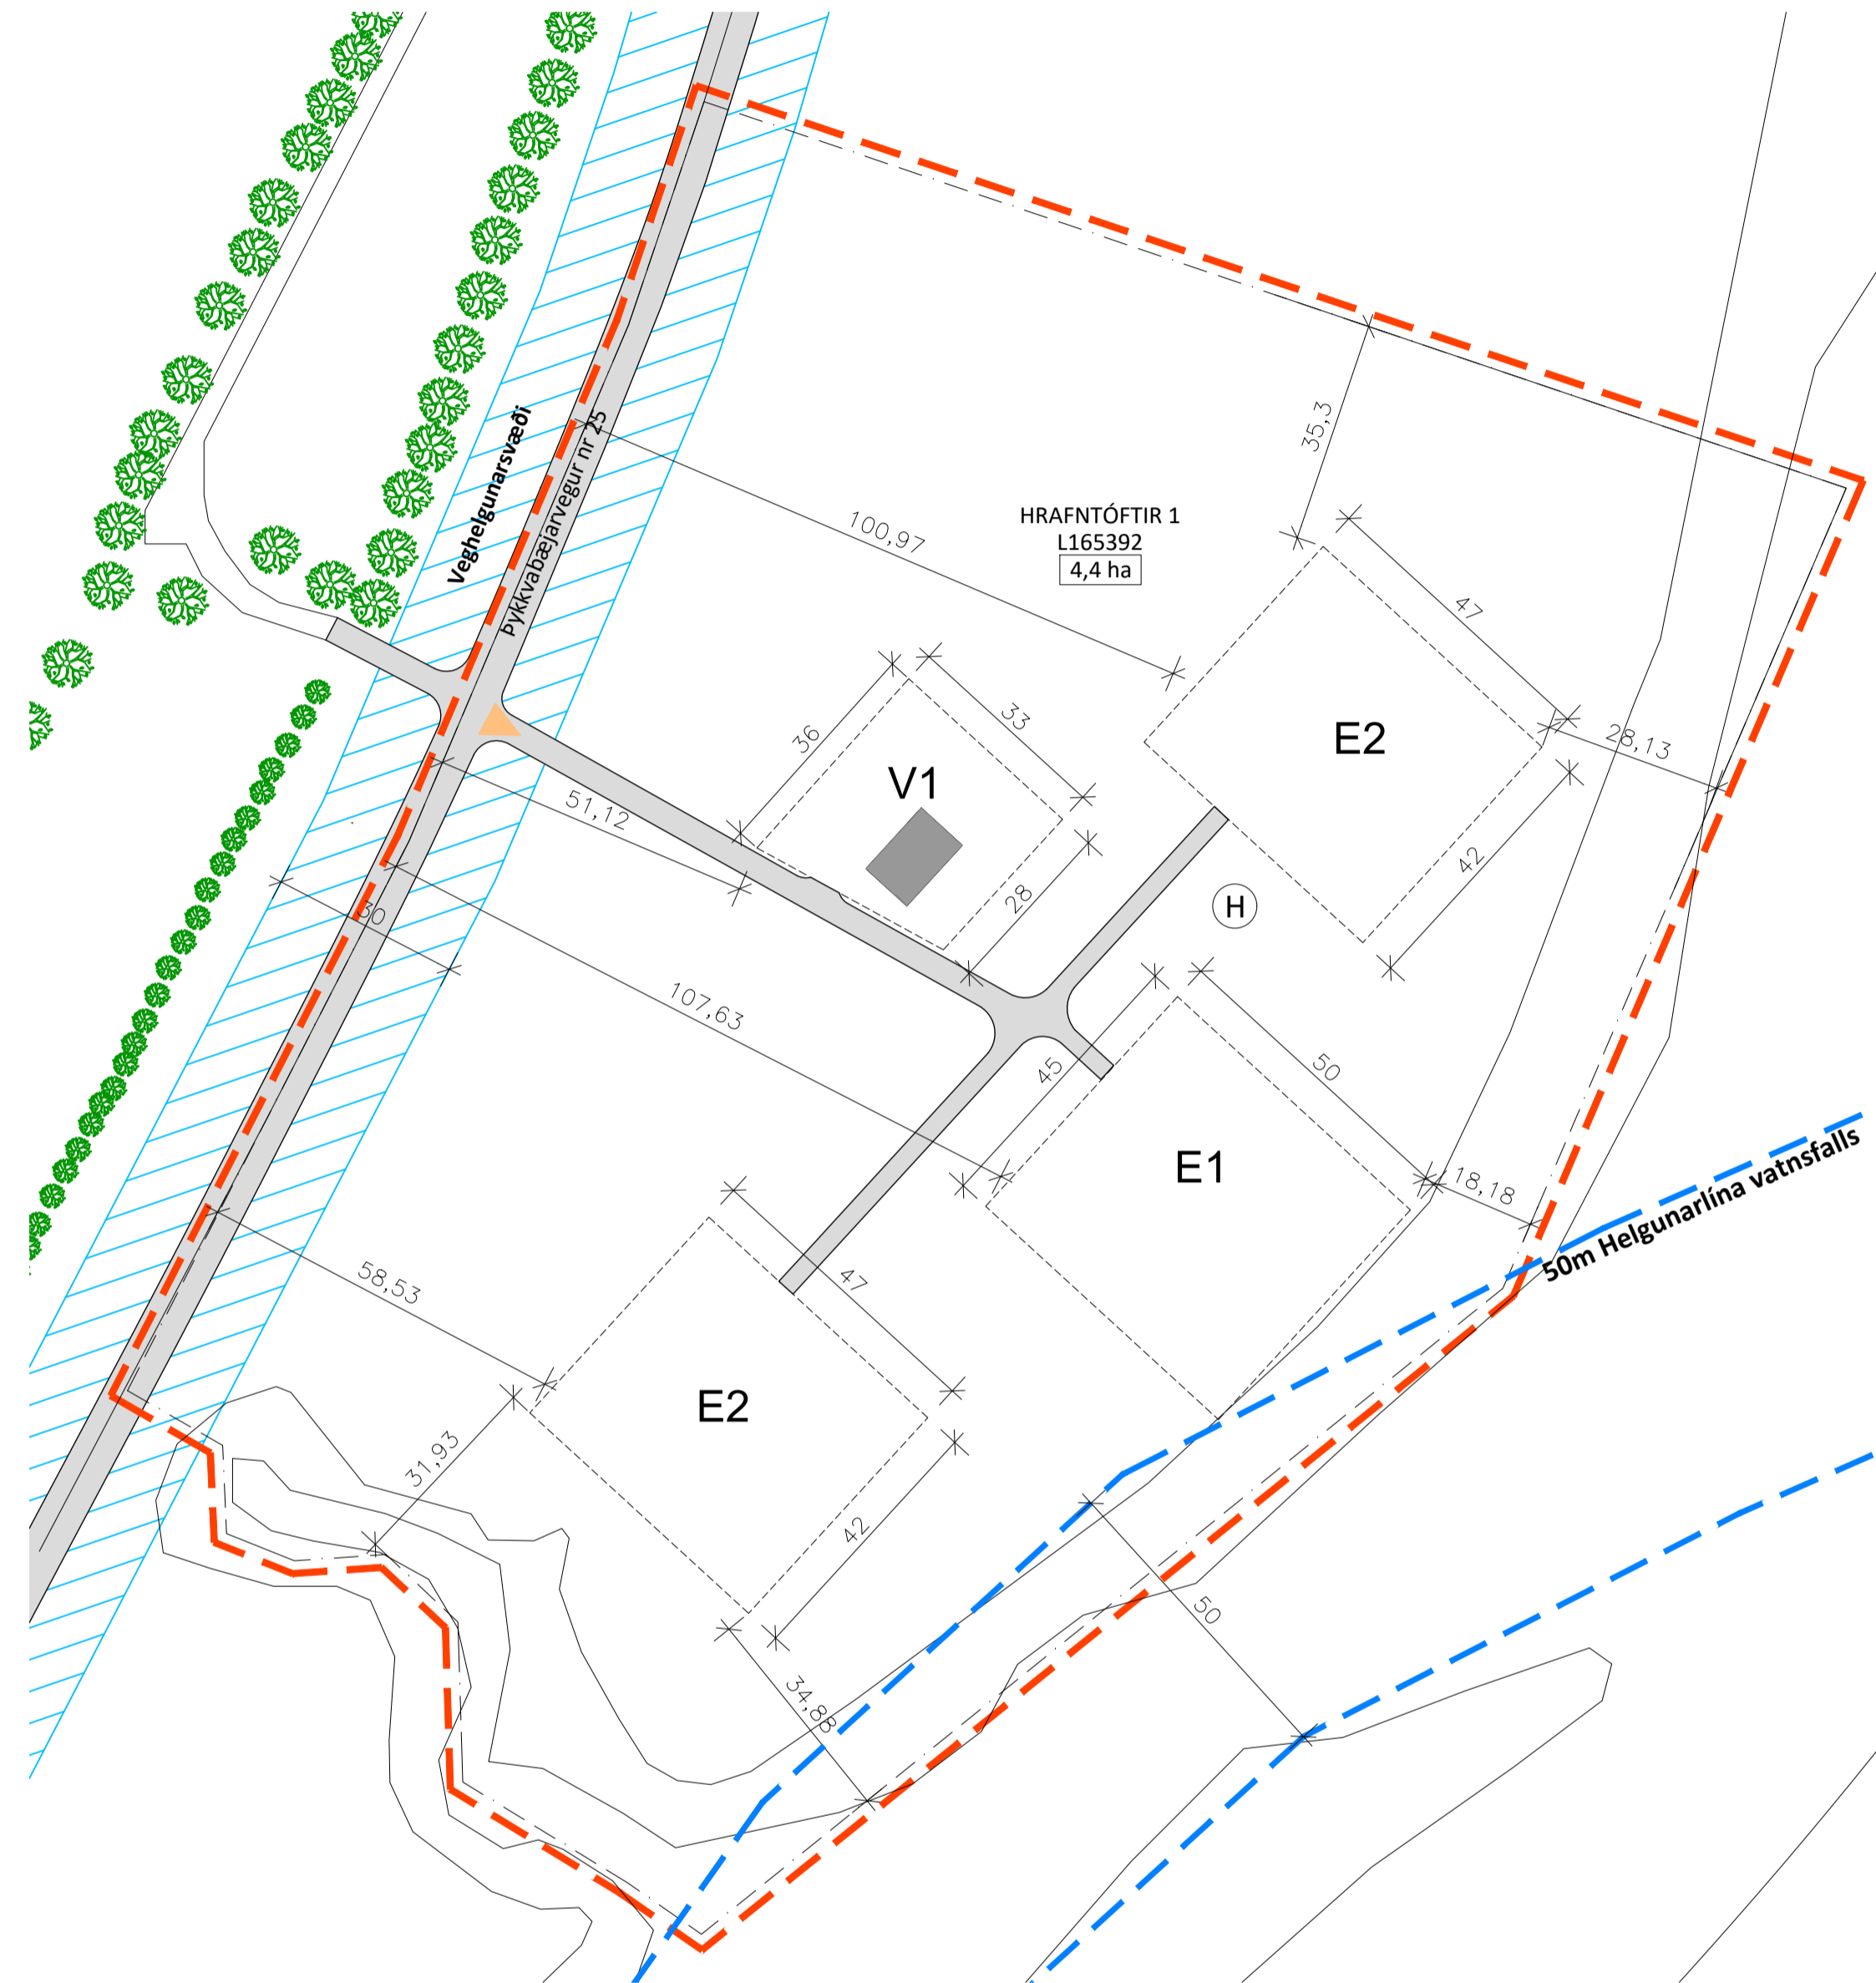 Veghelgunarsvæði
Þykkvabæjarvegur nr 25
35,3
100,97
HRAFNTÓFTIR 1
L165392
4,4 ha
47
36
33
V1
E2
28,13
51,12
42
28
30
H
107,63
45
50
E1
18,18
50m Helgunarlína vatnsfalls
58,53
47
E2
31,93
42
50
34,88